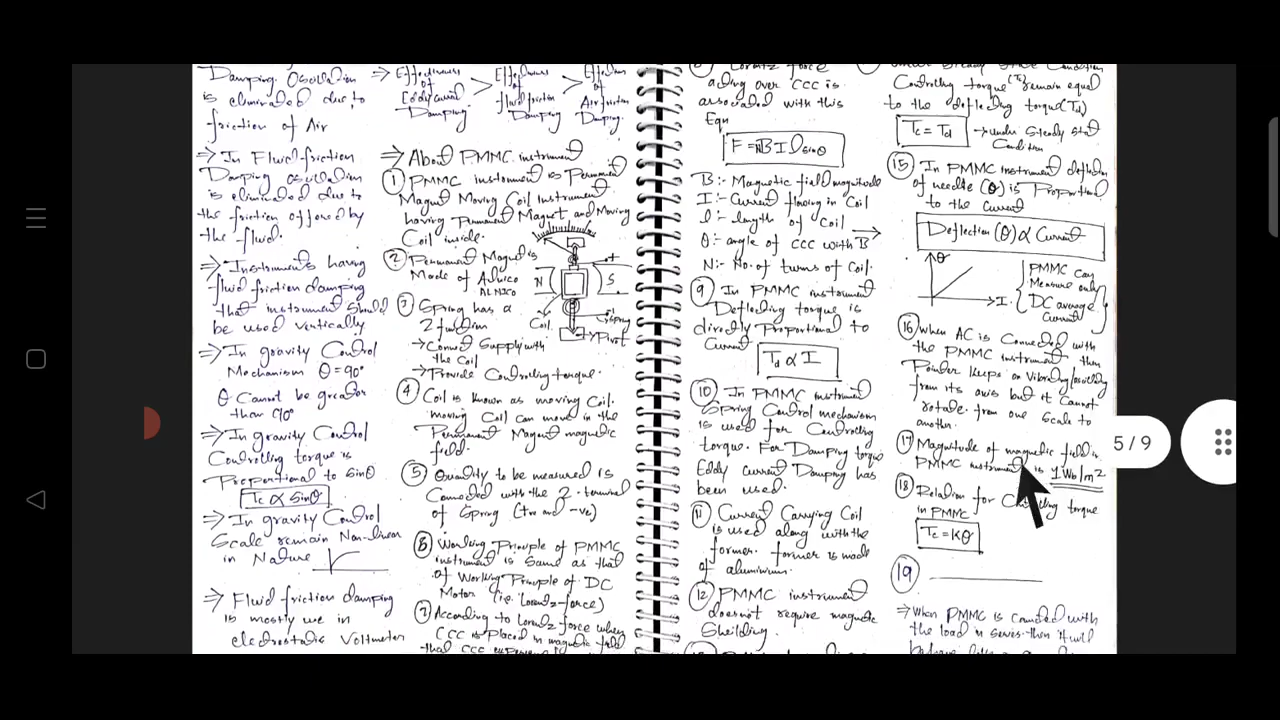 Damping Oscillation
is eliminated due to
friction of Air
⇒ In Fluid friction
Damping oscillation
is eliminated due to
the friction offered by
the fluid.
⇒ Instruments having
fluid friction damping
that instrument should
be used vertically
⇒ In gravity Control
Mechanism θ = 90°
θ Cannot be greater
than 90°
⇒ In gravity Control
Controlling torque is
Proportional to sinθ
Tc ∝ sinθ
⇒ In gravity Control
Scale remain Non-linear
in Nature
⇒ Fluid friction damping
is mostly use in
electrostatic Voltmeter
⇒ Effectiveness of Eddy Current Damping > Effectiveness of fluid friction Damping > Effectiveness of Air friction Damping.
⇒ About PMMC instrument
① PMMC instrument is Permanent
Magnet Moving Coil Instrument
having Permanent Magnet and Moving
Coil inside.
② Permanent Magnet is
Made of Alnico
ALNICO
③ Spring has a
2 function
→ Connect Supply with
the Coil
→ Provide Controlling torque.
N S
Coil
Spring
Pivot
④ Coil is known as moving Coil.
moving Coil can move in the
Permanent Magnet magnetic
field.
⑤ Quantity to be measured is
Connected with the 2-terminal
of Spring (+ve and -ve)
⑥ Working Principle of PMMC
instrument is Same as that
of Working Principle of DC
Motor (i.e. Lorentz-force)
⑦ According to Lorentz force when
CCC is Placed in magnetic field
that CCC
Lorentz force
acting over CCC is
associated with this
Eqn
F = NBIl sinθ
B:- Magnetic field magnitude
I:- Current flowing in Coil
l:- length of Coil
θ:- angle of CCC with B
N:- No. of turns of Coil.
⑨ In PMMC instrument
Deflecting torque is
directly Proportional to
Current
Td ∝ I
⑩ In PMMC instrument
Spring Control mechanism
is used for Controlling
torque. For Damping torque
Eddy current Damping has
been used.
⑪ Current Carrying Coil
is used along with the
former. former is made
of aluminium.
⑫ PMMC instrument
doesnot require magnetic
Sheilding.
Under Steady State Condition
Controlling torque (Tc) remain equal
to the deflecting torque (Td)
Tc = Td → under Steady Stat
Condition
⑮ In PMMC instrument deflection
of needle (θ) is Proportional
to the Current
Deflection (θ) ∝ Current
θ
I
PMMC can
Measure only
DC average
Current
⑯ When AC is Connected with
the PMMC instrument then
Pointer keeps on vibrating/oscillating
from its axis but it Cannot
rotate from one Scale to
another.
⑰ Magnitude of magnetic field in
PMMC instrument is 1 Wb/m²
⑱ Relation for Controlling torque
in PMMC
Tc = Kθ
⑲
⇒ When PMMC is connected with
the load in series then it will
5 / 9